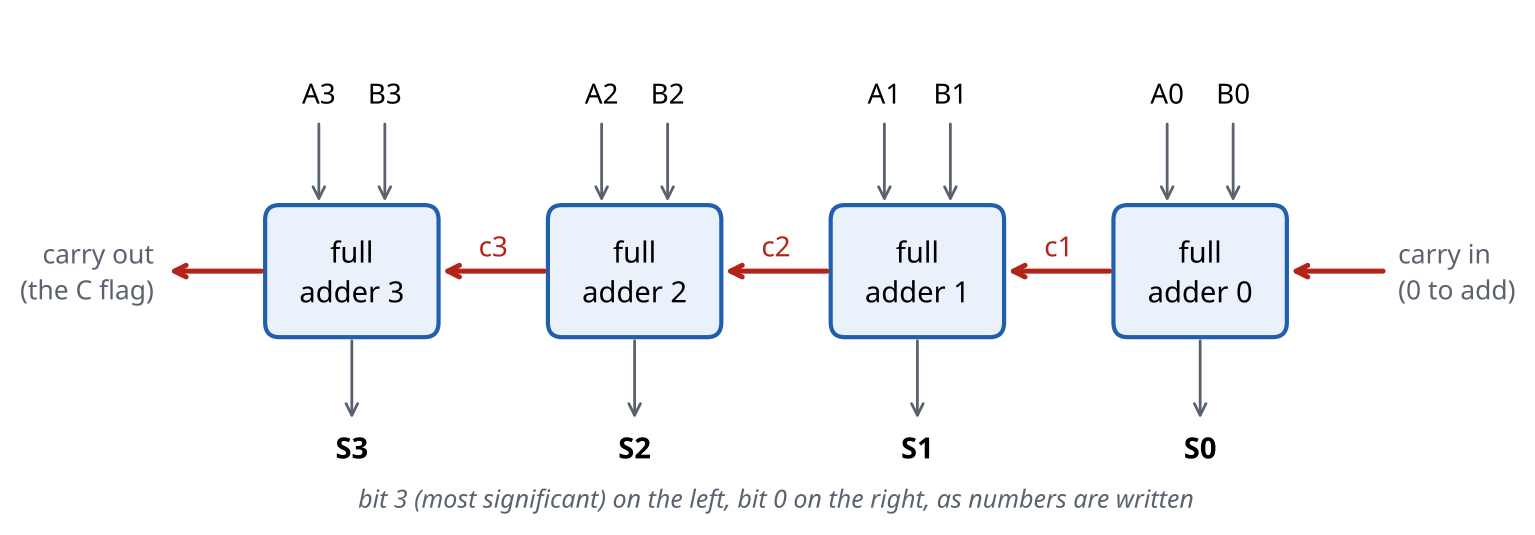 A3 B3 A2 B2 A1 B1 A0 B0
carry out
(the C flag)
full
adder 3
c3
full
adder 2
c2
full
adder 1
c1
full
adder 0
carry in
(0 to add)
S3 S2 S1 S0
bit 3 (most significant) on the left, bit 0 on the right, as numbers are written